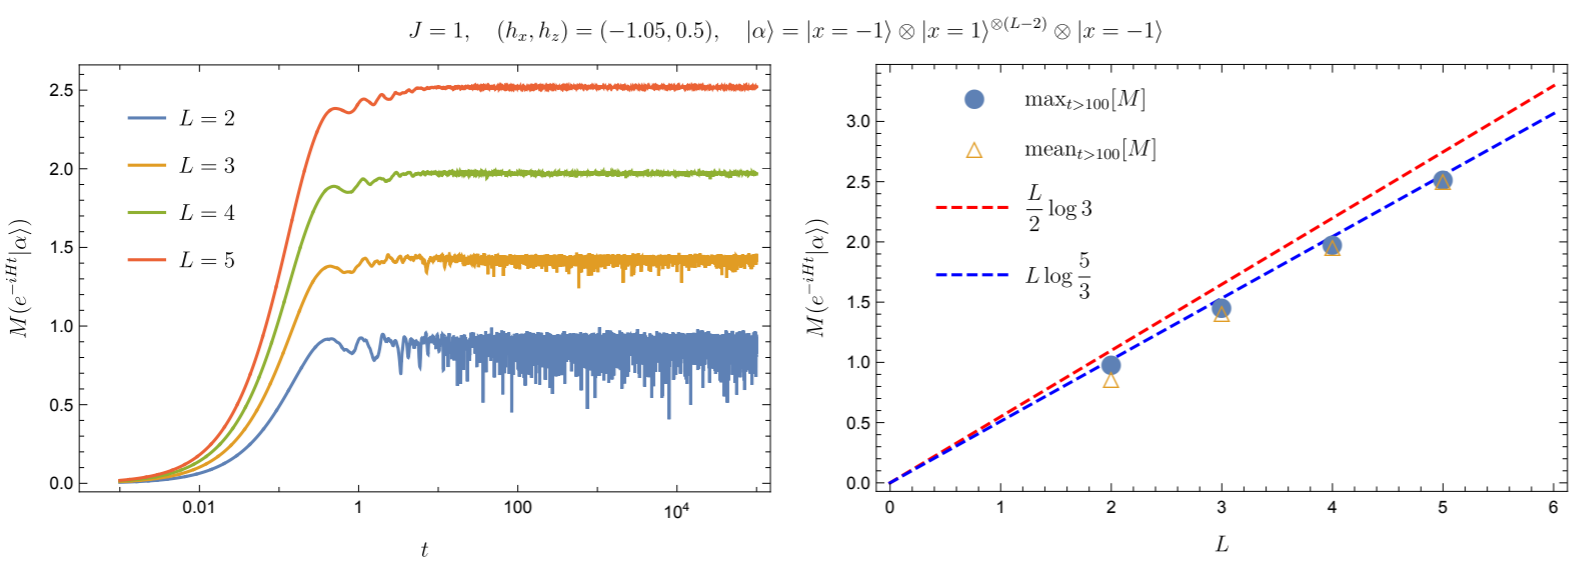 J = 1, (h_x, h_z) = (−1.05, 0.5), |α⟩ = |x = −1⟩ ⊗ |x = 1⟩^{⊗(L−2)} ⊗ |x = −1⟩
M(e^{−iHt}|α⟩)
2.5
2.0
1.5
1.0
0.5
0.0
L = 2
L = 3
L = 4
L = 5
0.01
1
100
10^4
t
M(e^{−iHt}|α⟩)
3.0
2.5
2.0
1.5
1.0
0.5
0.0
max_{t>100}[M]
mean_{t>100}[M]
\frac{L}{2} log 3
L log \frac{5}{3}
0
1
2
3
4
5
6
L